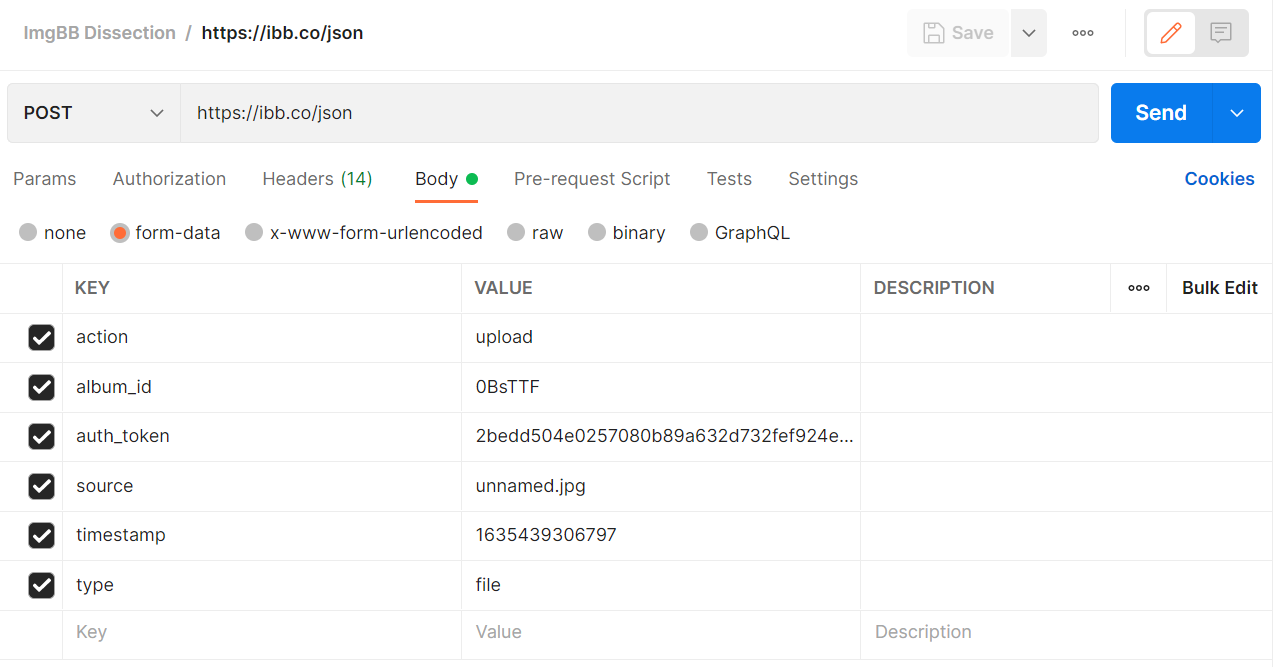 ImgBB Dissection / https://ibb.co/json Save
POST https://ibb.co/json Send
Params Authorization Headers (14) Body Pre-request Script Tests Settings Cookies
none form-data x-www-form-urlencoded raw binary GraphQL
KEY VALUE DESCRIPTION Bulk Edit
action upload
album_id 0BsTTF
auth_token 2bedd504e0257080b89a632d732fef924e...
source unnamed.jpg
timestamp 1635439306797
type file
Key Value Description